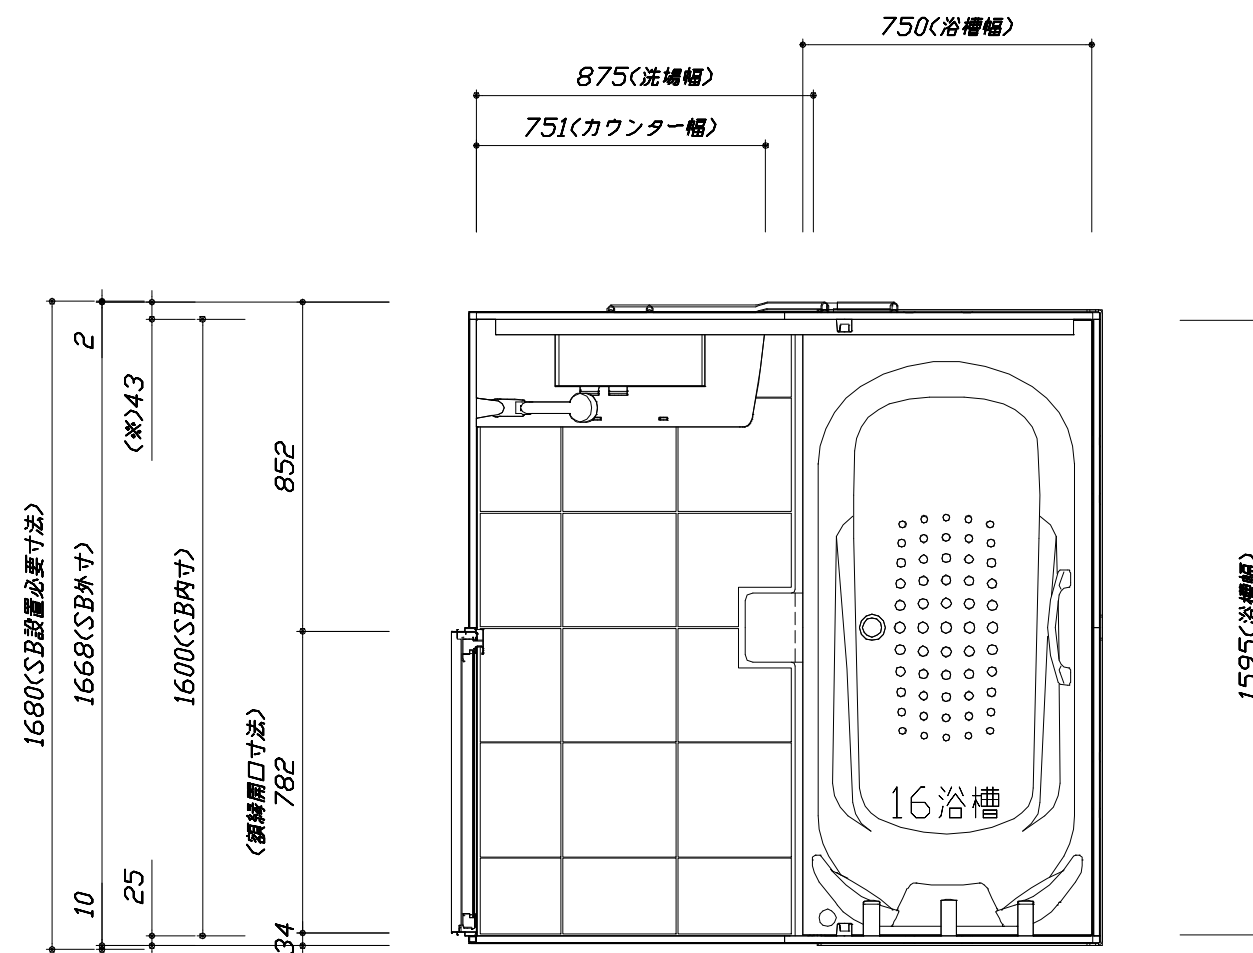 750(浴槽幅)
875(洗場幅)
751(カウンター幅)
2
(※)43
852
1680(SB設置必要寸法)
1668(SB外寸)
1600(SB内寸)
1595(浴槽幅)
(額縁開口寸法)
782
16浴槽
10
25
34